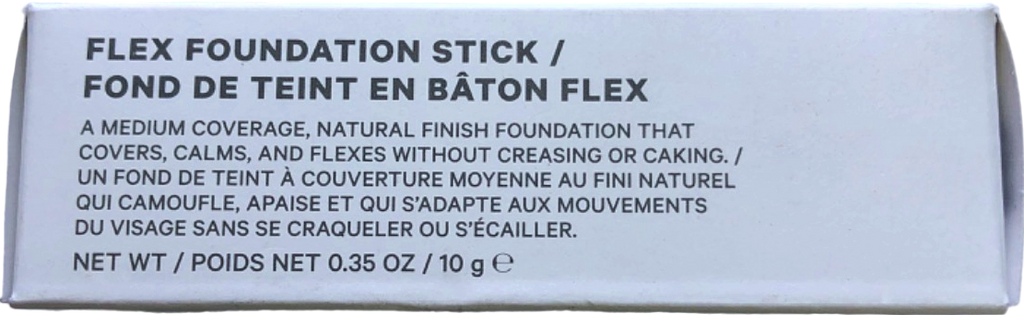 FLEX FOUNDATION STICK /
FOND DE TEINT EN BÂTON FLEX
A MEDIUM COVERAGE, NATURAL FINISH FOUNDATION THAT
COVERS, CALMS, AND FLEXES WITHOUT CREASING OR CAKING. /
UN FOND DE TEINT À COUVERTURE MOYENNE AU FINI NATUREL
QUI CAMOUFLE, APAISE ET QUI S'ADAPTE AUX MOUVEMENTS
DU VISAGE SANS SE CRAQUELER OU S'ÉCAILLER.
NET WT / POIDS NET 0.35 OZ / 10 g ℮